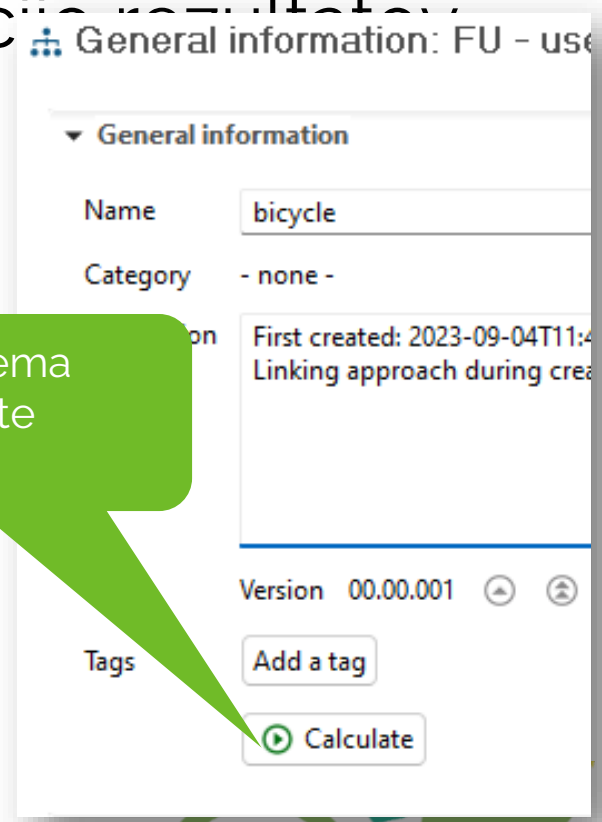 General information: FU - use
General information
Name bicycle
Category - none -
First created: 2023-09-04T11:4
Linking approach during crea
Version 00.00.001
Tags Add a tag
Calculate